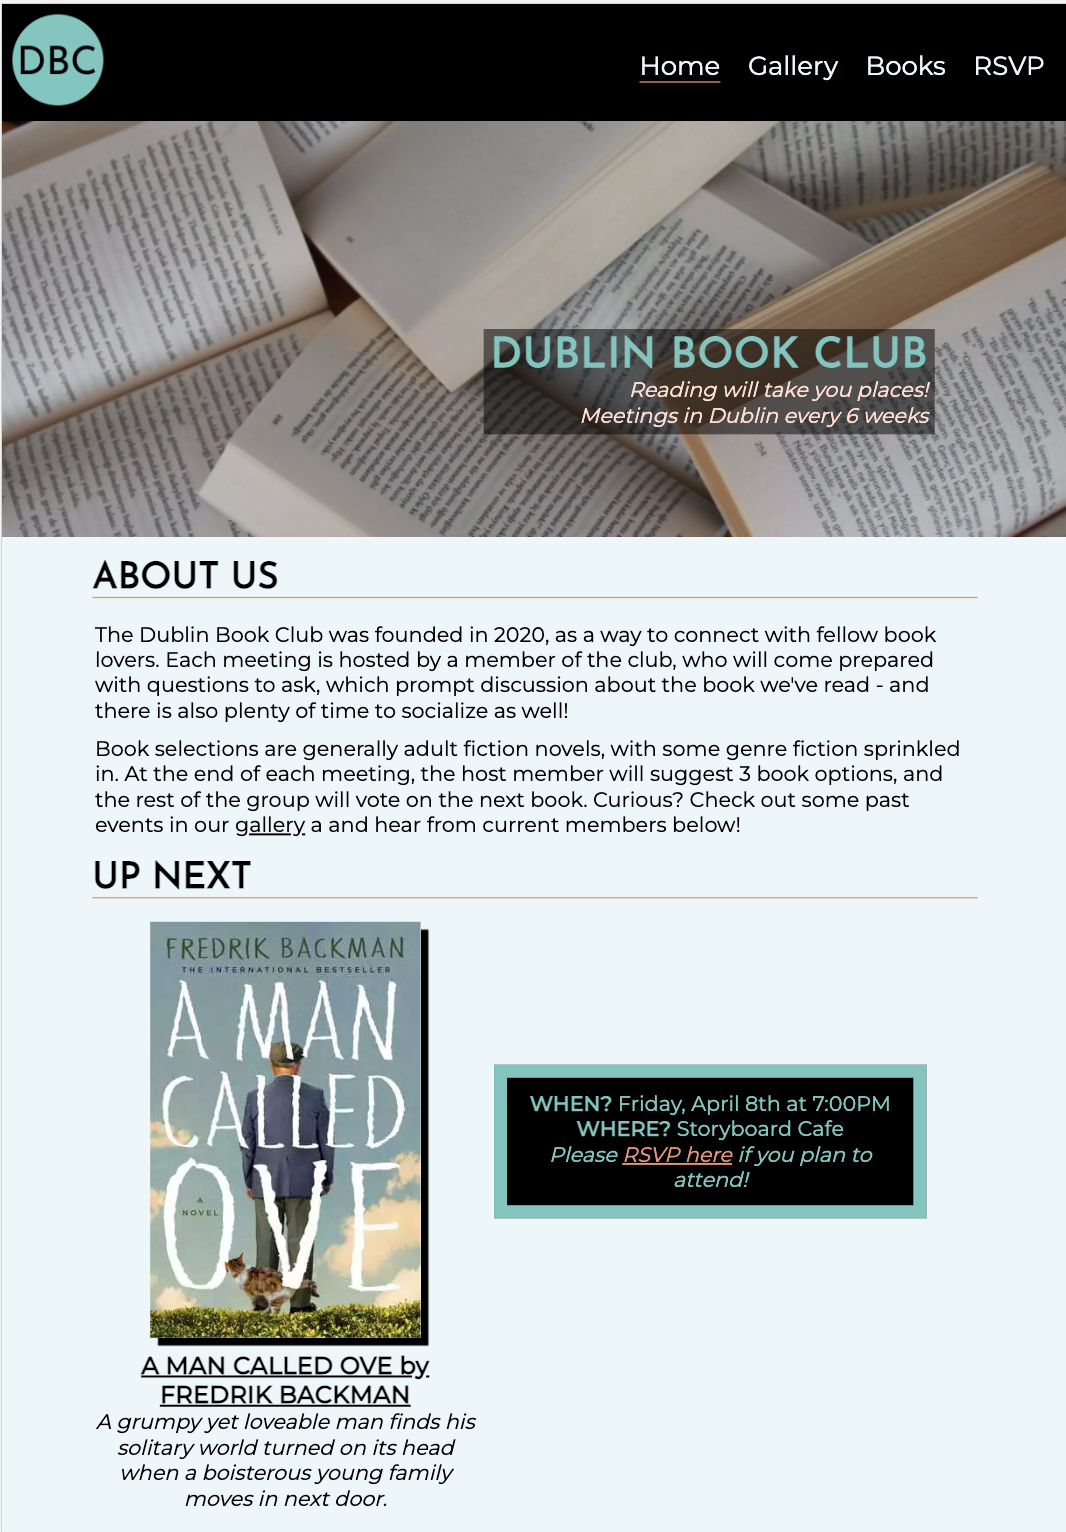 DBC
Home Gallery Books RSVP
DUBLIN BOOK CLUB
Reading will take you places!
Meetings in Dublin every 6 weeks
ABOUT US
The Dublin Book Club was founded in 2020, as a way to connect with fellow book
lovers. Each meeting is hosted by a member of the club, who will come prepared
with questions to ask, which prompt discussion about the book we've read - and
there is also plenty of time to socialize as well!
Book selections are generally adult fiction novels, with some genre fiction sprinkled
in. At the end of each meeting, the host member will suggest 3 book options, and
the rest of the group will vote on the next book. Curious? Check out some past
events in our gallery a and hear from current members below!
UP NEXT
FREDRIK BACKMAN
THE INTERNATIONAL BESTSELLER
A MAN
CALLED
OVE
A
NOVEL
WHEN? Friday, April 8th at 7:00PM
WHERE? Storyboard Cafe
Please RSVP here if you plan to
attend!
A MAN CALLED OVE by
FREDRIK BACKMAN
A grumpy yet loveable man finds his
solitary world turned on its head
when a boisterous young family
moves in next door.